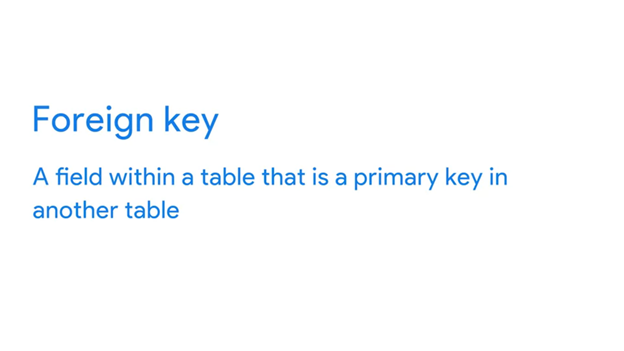 Foreign key
A field within a table that is a primary key in
another table